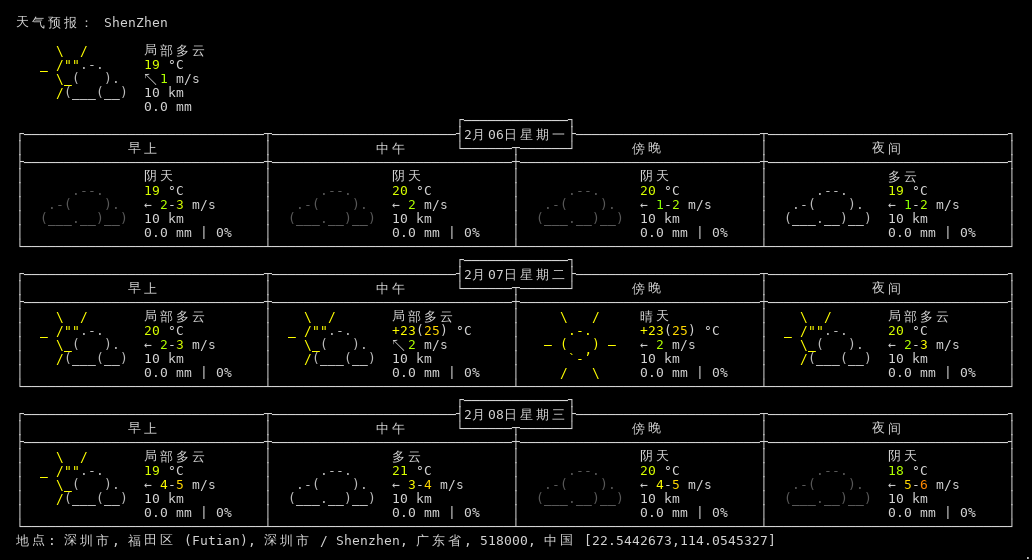 天气预报： ShenZhen
局部多云
19 °C
↖1 m/s
10 km
0.0 mm
2月06日星期一
早上 中午 傍晚 夜间
阴天 阴天 阴天 多云
19 °C 20 °C 20 °C 19 °C
← 2-3 m/s ← 2 m/s ← 1-2 m/s ← 1-2 m/s
10 km 10 km 10 km 10 km
0.0 mm | 0% 0.0 mm | 0% 0.0 mm | 0% 0.0 mm | 0%
2月07日星期二
早上 中午 傍晚 夜间
局部多云 局部多云 晴天 局部多云
20 °C +23(25) °C +23(25) °C 20 °C
← 2-3 m/s ↖2 m/s ← 2 m/s ← 2-3 m/s
10 km 10 km 10 km 10 km
0.0 mm | 0% 0.0 mm | 0% 0.0 mm | 0% 0.0 mm | 0%
2月08日星期三
早上 中午 傍晚 夜间
局部多云 多云 阴天 阴天
19 °C 21 °C 20 °C 18 °C
← 4-5 m/s ← 3-4 m/s ← 4-5 m/s ← 5-6 m/s
10 km 10 km 10 km 10 km
0.0 mm | 0% 0.0 mm | 0% 0.0 mm | 0% 0.0 mm | 0%
地点: 深圳市, 福田区 (Futian), 深圳市 / Shenzhen, 广东省, 518000, 中国 [22.5442673,114.0545327]